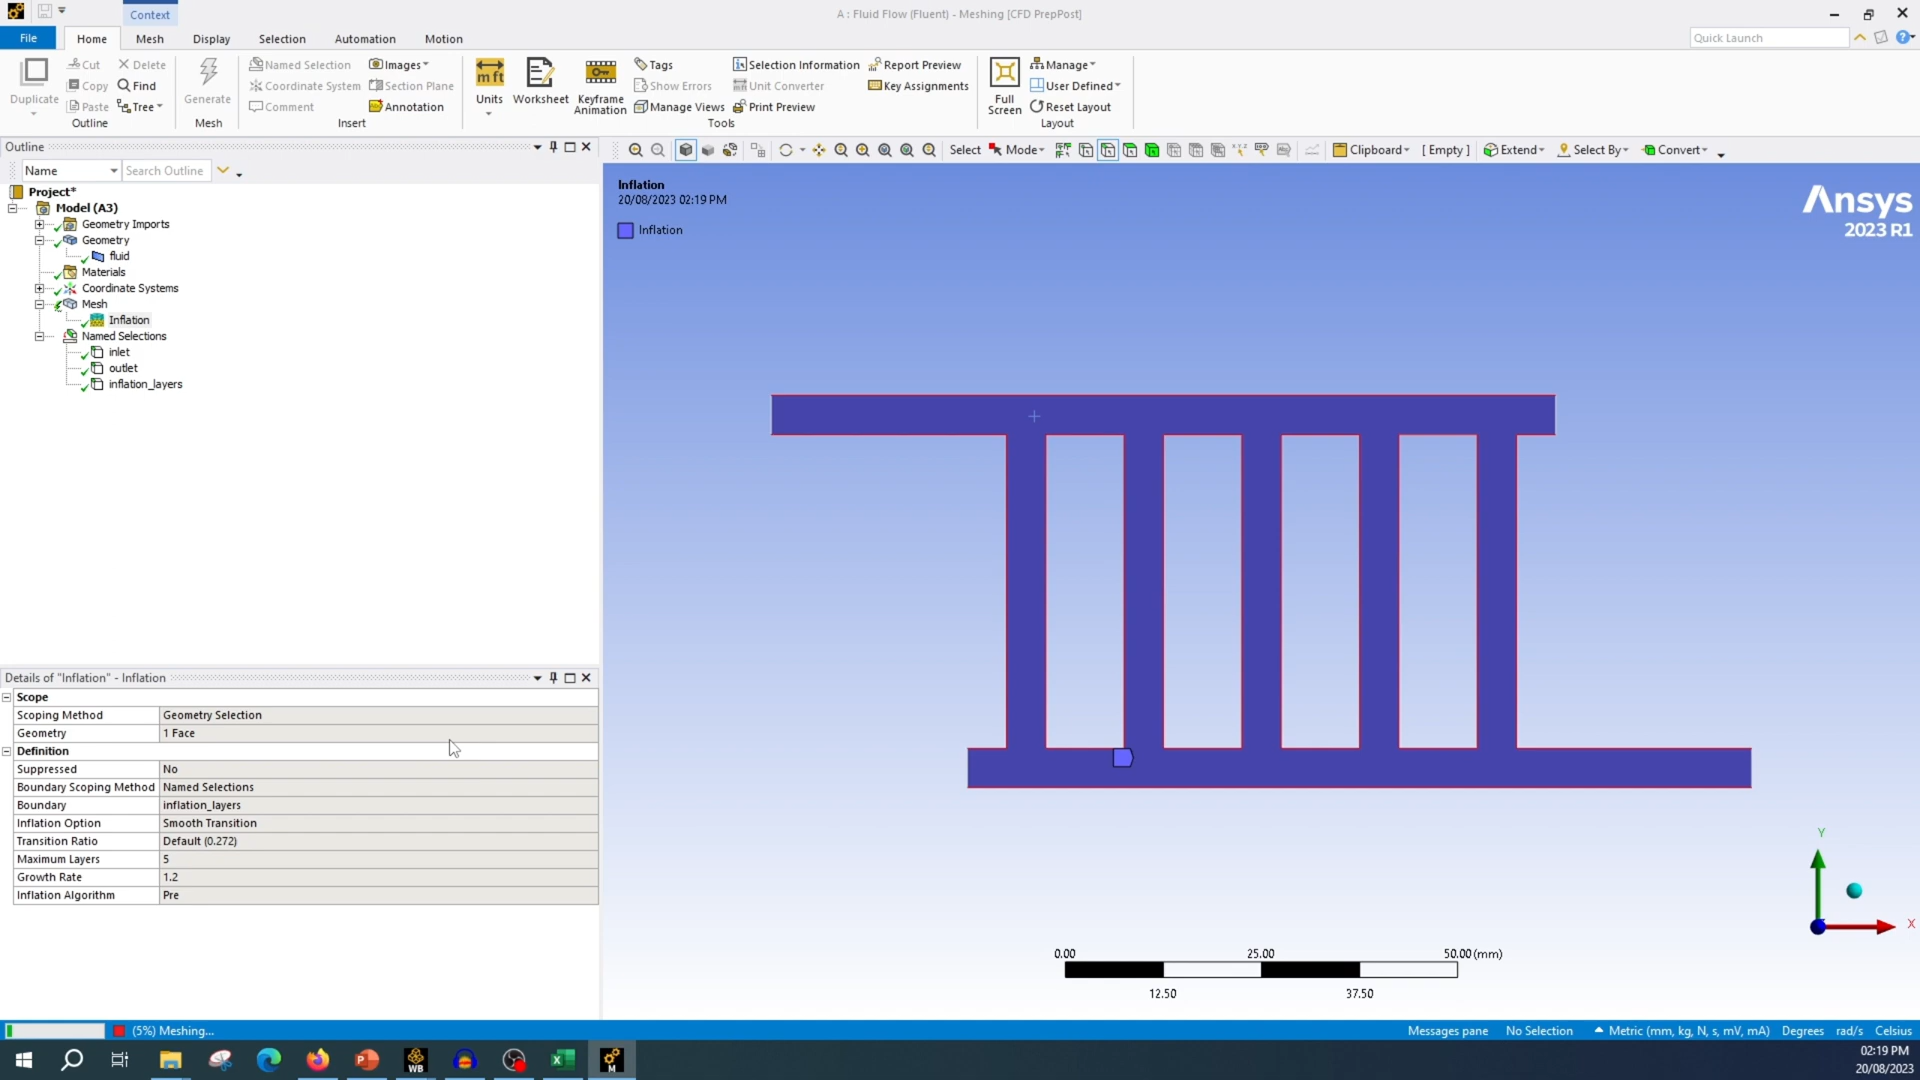 Context
A : Fluid Flow (Fluent) - Meshing [CFD PrepPost]
File Home Mesh Display Selection Automation Motion
Quick Launch
Duplicate
Cut
Copy
Paste
Delete
Find
Tree
Outline
Generate
Mesh
Named Selection
Coordinate System
Comment
Images
Section Plane
Annotation
Insert
m ft
Units
Worksheet
Keyframe
Animation
Tags
Show Errors
Manage Views
Selection Information
Unit Converter
Print Preview
Report Preview
Key Assignments
Tools
Full
Screen
Manage
User Defined
Reset Layout
Layout
Outline
Name
Search Outline
Select Mode Clipboard [ Empty ] Extend Select By Convert
Project*
Model (A3)
Geometry Imports
Geometry
fluid
Materials
Coordinate Systems
Mesh
Inflation
Named Selections
inlet
outlet
inflation_layers
Inflation
20/08/2023 02:19 PM
Inflation
Ansys
2023 R1
Details of "Inflation" - Inflation
Scope
Scoping Method Geometry Selection
Geometry 1 Face
Definition
Suppressed No
Boundary Scoping Method Named Selections
Boundary inflation_layers
Inflation Option Smooth Transition
Transition Ratio Default (0.272)
Maximum Layers 5
Growth Rate 1.2
Inflation Algorithm Pre
Y
X
0.00 25.00 50.00 (mm)
12.50 37.50
(5%) Meshing...
Messages pane No Selection Metric (mm, kg, N, s, mV, mA) Degrees rad/s Celsius
WB
M
02:19 PM
20/08/2023